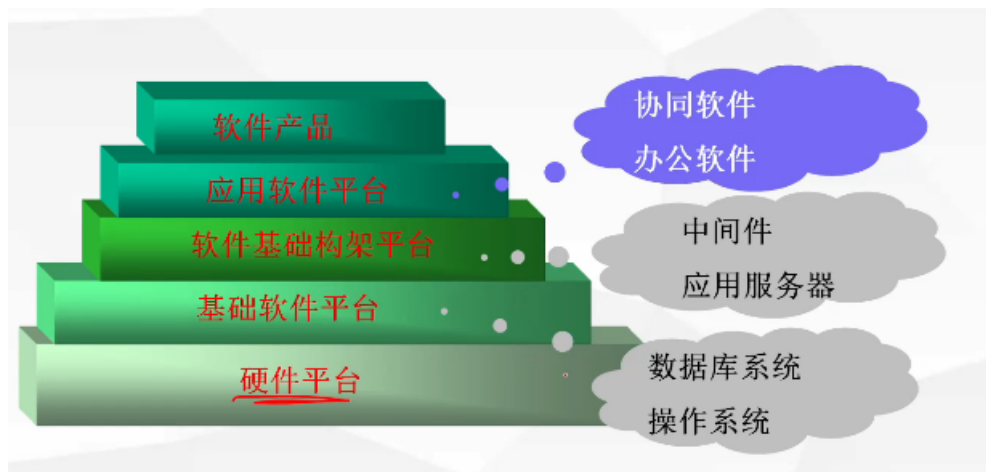 软件产品
应用软件平台
软件基础构架平台
基础软件平台
硬件平台
协同软件
办公软件
中间件
应用服务器
数据库系统
操作系统